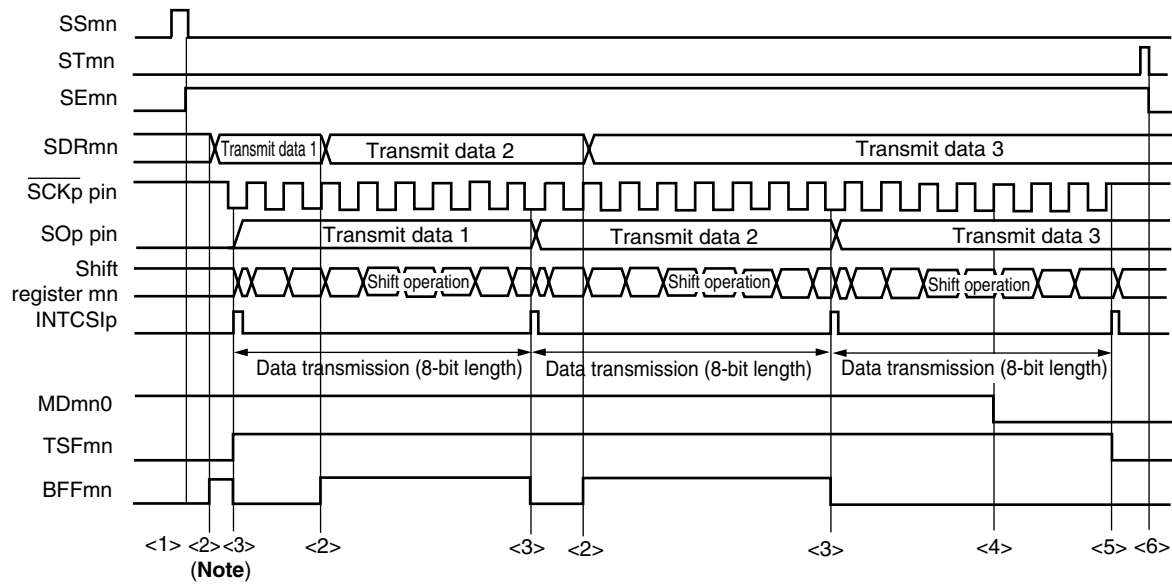 SSmn
STmn
SEmn
SDRmn Transmit data 1 Transmit data 2 Transmit data 3
SCKp pin
SOp pin Transmit data 1 Transmit data 2 Transmit data 3
Shift
register mn Shift operation Shift operation Shift operation
INTCSIp
Data transmission (8-bit length) Data transmission (8-bit length) Data transmission (8-bit length)
MDmn0
TSFmn
BFFmn
<1> <2> <3> <2> <3> <2> <3> <4> <5> <6>
(Note)